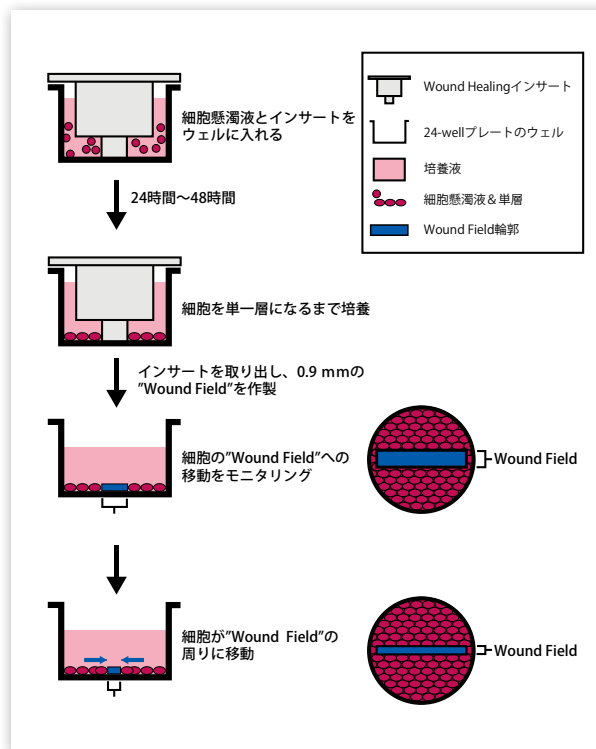 細胞懸濁液とインサートを
ウェルに入れる
24時間〜48時間
細胞を単一層になるまで培養
インサートを取り出し、0.9 mmの
"Wound Field"を作製
細胞の"Wound Field"への
移動をモニタリング
Wound Field
細胞が"Wound Field"の
周りに移動
Wound Field
Wound Healingインサート
24-wellプレートのウェル
培養液
細胞懸濁液＆単層
Wound Field輪郭